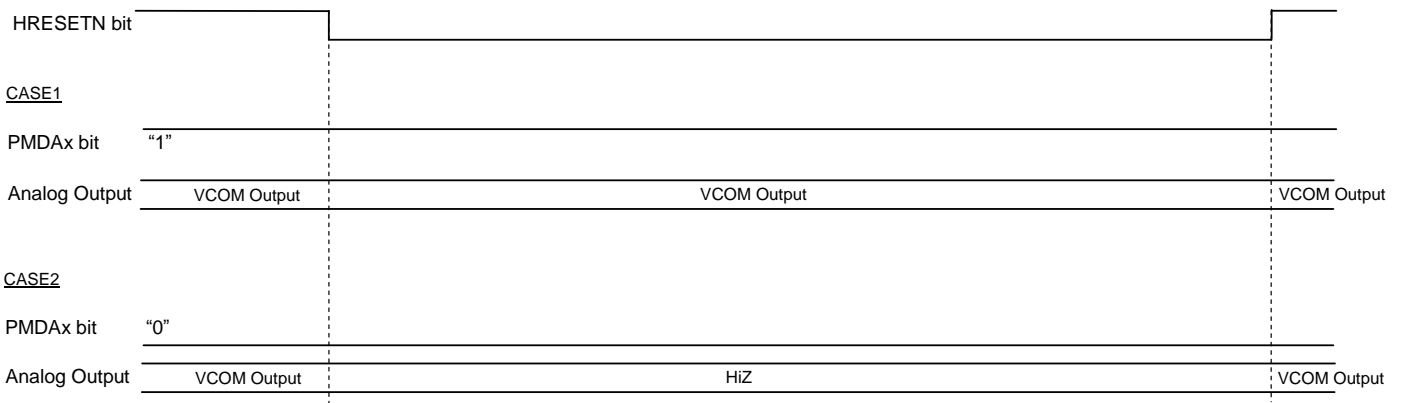 HRESETN bit
CASE1
PMDAx bit “1”
Analog Output VCOM Output VCOM Output VCOM Output
CASE2
PMDAx bit “0”
Analog Output VCOM Output HiZ VCOM Output